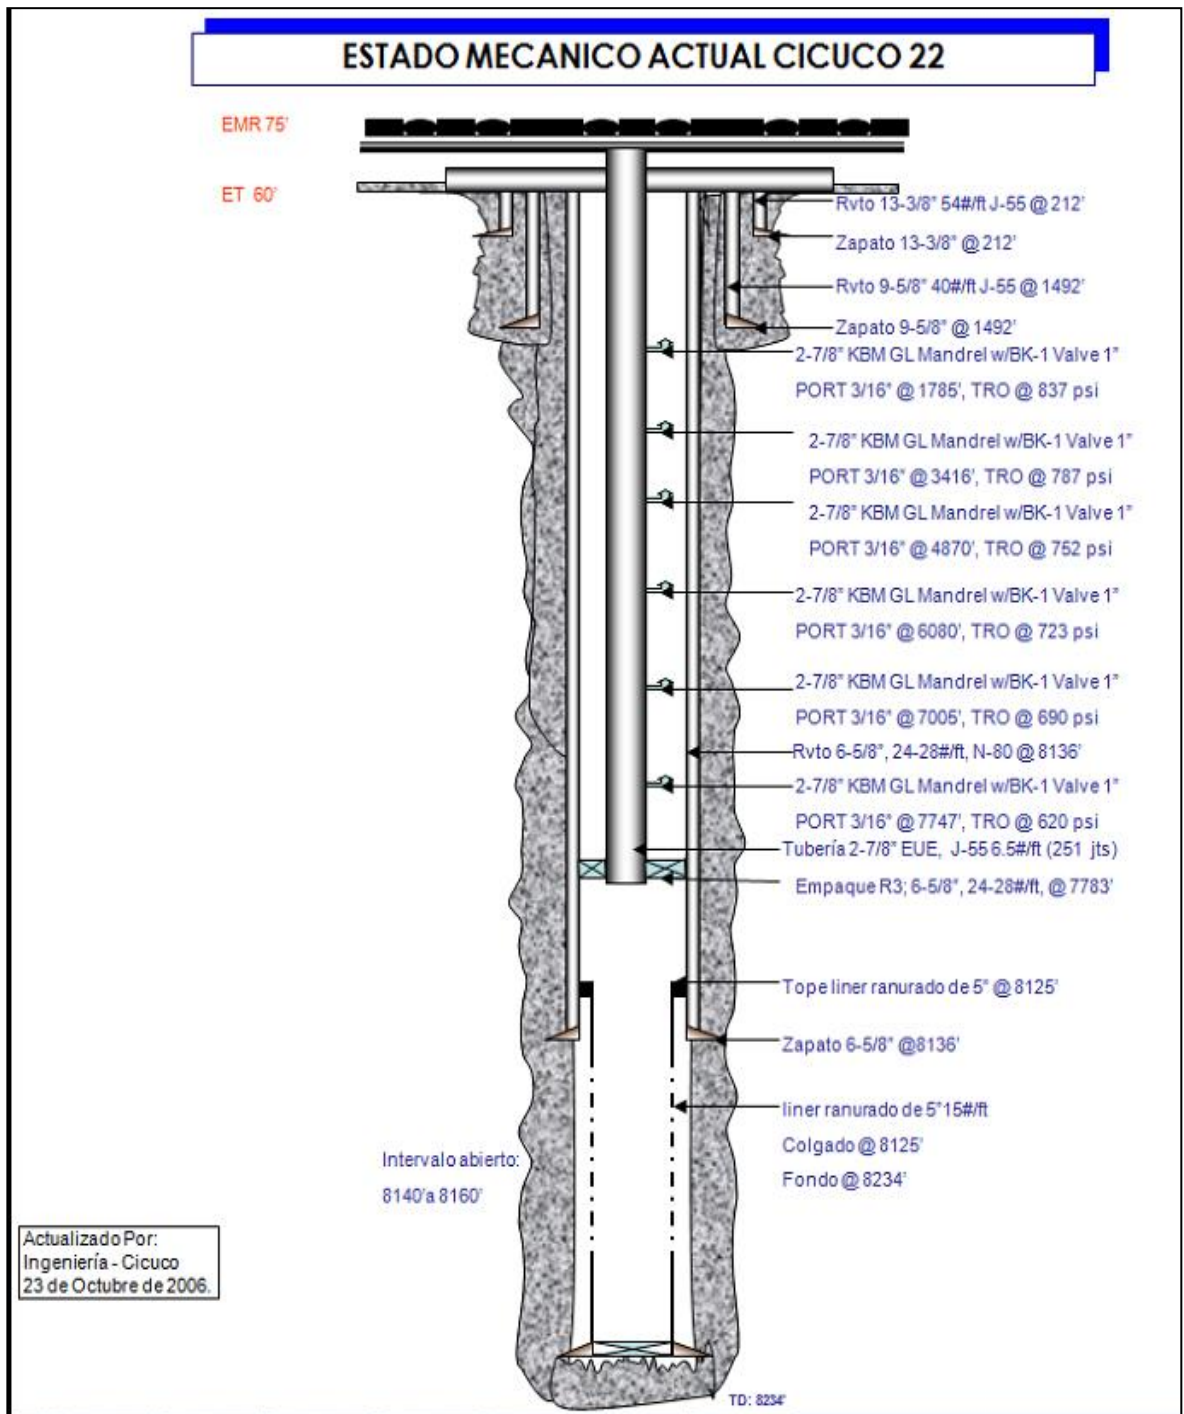 ESTADO MECANICO ACTUAL CICUCO 22
EMR 75'
ET 60'
Rvto 13-3/8" 54#/ft J-55 @ 212'
Zapato 13-3/8" @ 212'
Rvto 9-5/8" 40#/ft J-55 @ 1492'
Zapato 9-5/8" @ 1492'
2-7/8" KBM GL Mandrel w/BK-1 Valve 1"
PORT 3/16" @ 1785', TRO @ 837 psi
2-7/8" KBM GL Mandrel w/BK-1 Valve 1"
PORT 3/16" @ 3416', TRO @ 787 psi
2-7/8" KBM GL Mandrel w/BK-1 Valve 1"
PORT 3/16" @ 4870', TRO @ 752 psi
2-7/8" KBM GL Mandrel w/BK-1 Valve 1"
PORT 3/16" @ 6080', TRO @ 723 psi
2-7/8" KBM GL Mandrel w/BK-1 Valve 1"
PORT 3/16" @ 7005', TRO @ 690 psi
Rvto 6-5/8", 24-28#/ft, N-80 @ 8136'
2-7/8" KBM GL Mandrel w/BK-1 Valve 1"
PORT 3/16" @ 7747', TRO @ 620 psi
Tubería 2-7/8" EUE, J-55 6.5#/ft (251 jts)
Empaque R3; 6-5/8", 24-28#/ft, @ 7783'
Tope liner ranurado de 5" @ 8125'
Zapato 6-5/8" @8136'
liner ranurado de 5"15#/ft
Colgado @ 8125'
Fondo @ 8234'
Intervalo abierto:
8140'a 8160'
Actualizado Por:
Ingeniería - Cicuco
23 de Octubre de 2006.
TD: 8234'